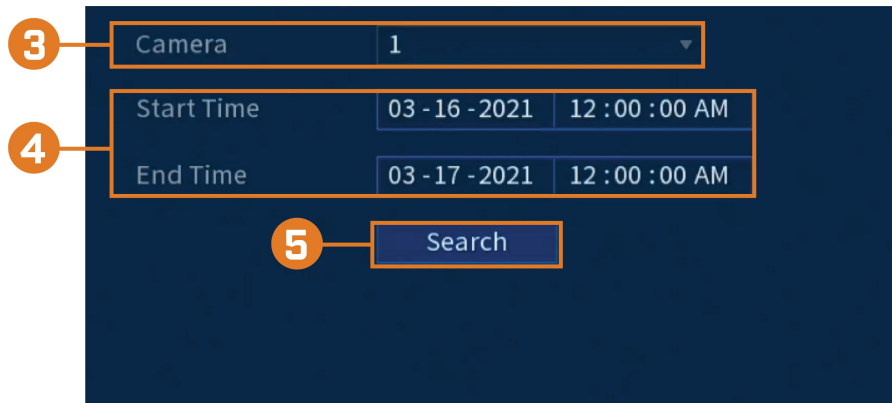 3 Camera 1
Start Time 03 - 16 - 2021 12 : 00 : 00 AM
4
End Time 03 - 17 - 2021 12 : 00 : 00 AM
5 Search